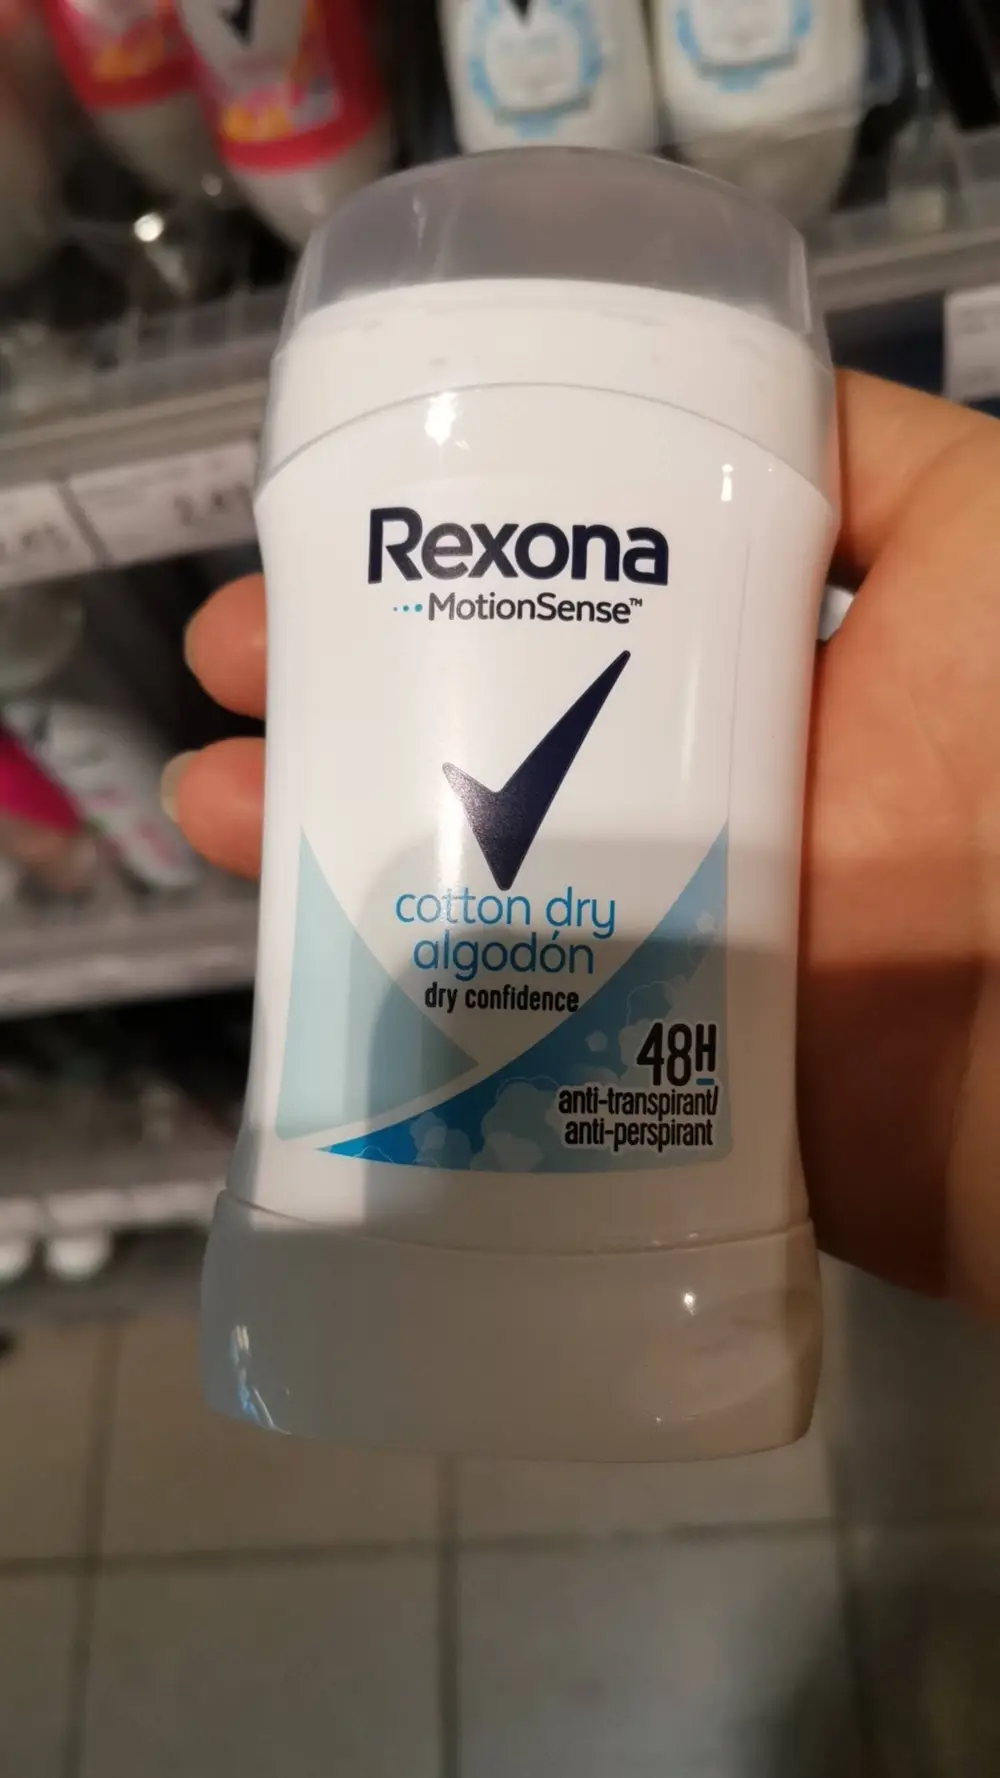 Rexona
MotionSense™
cotton dry
algodón
dry confidence
48H
anti-transpirant/
anti-perspirant